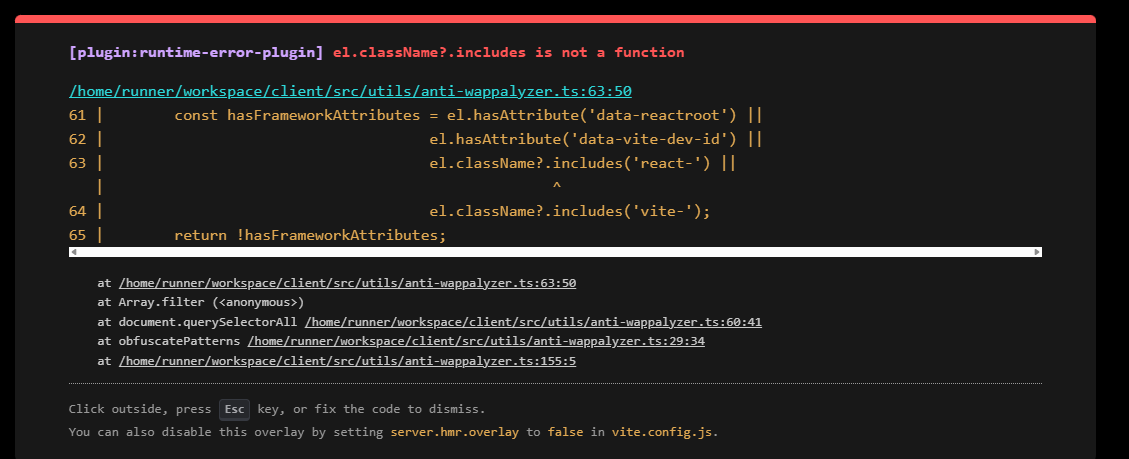 [plugin:runtime-error-plugin] el.className?.includes is not a function
/home/runner/workspace/client/src/utils/anti-wappalyzer.ts:63:50
61 |        const hasFrameworkAttributes = el.hasAttribute('data-reactroot') ||
62 |                                     el.hasAttribute('data-vite-dev-id') ||
63 |                                     el.className?.includes('react-') ||
   |                                                   ^
64 |                                     el.className?.includes('vite-');
65 |        return !hasFrameworkAttributes;
at /home/runner/workspace/client/src/utils/anti-wappalyzer.ts:63:50
at Array.filter (<anonymous>)
at document.querySelectorAll /home/runner/workspace/client/src/utils/anti-wappalyzer.ts:60:41
at obfuscatePatterns /home/runner/workspace/client/src/utils/anti-wappalyzer.ts:29:34
at /home/runner/workspace/client/src/utils/anti-wappalyzer.ts:155:5
Click outside, press Esc key, or fix the code to dismiss.
You can also disable this overlay by setting server.hmr.overlay to false in vite.config.js.